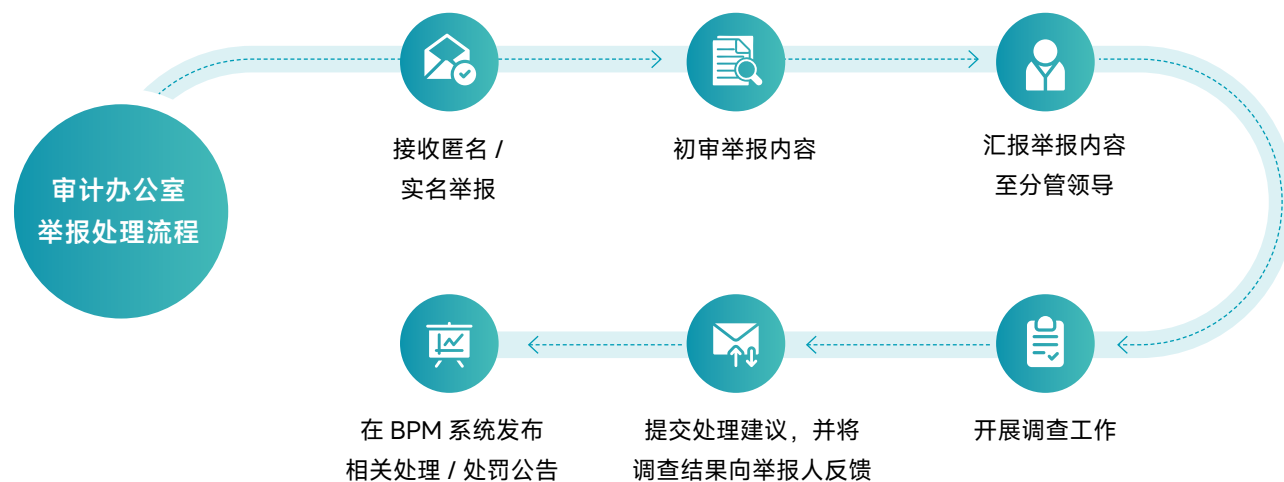 审计办公室
举报处理流程
接收匿名 /
实名举报
初审举报内容
汇报举报内容
至分管领导
开展调查工作
提交处理建议，并将
调查结果向举报人反馈
在 BPM 系统发布
相关处理 / 处罚公告